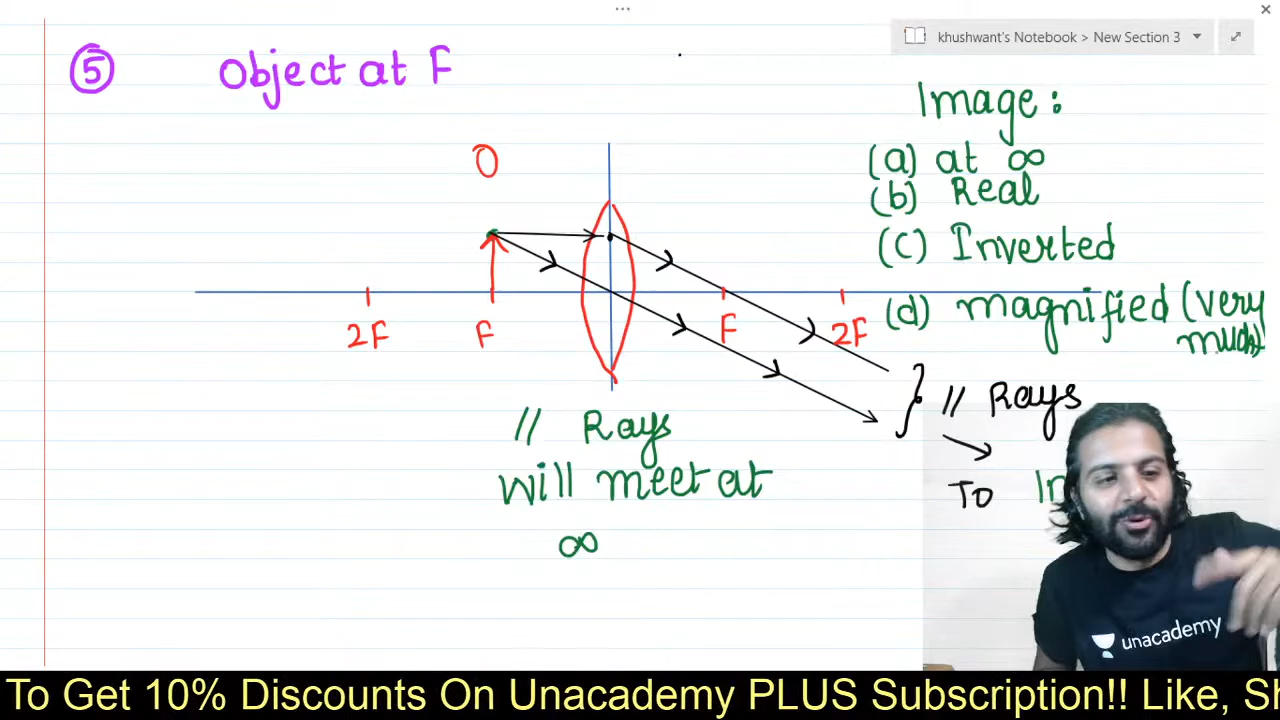 khushwant's Notebook > New Section 3
5 Object at F
Image:
(a) at ∞
(b) Real
(c) Inverted
(d) magnified (very much)
O
2F F F 2F
// Rays
will meet at
∞
} // Rays
To
unacademy
To Get 10% Discounts On Unacademy PLUS Subscription!! Like,